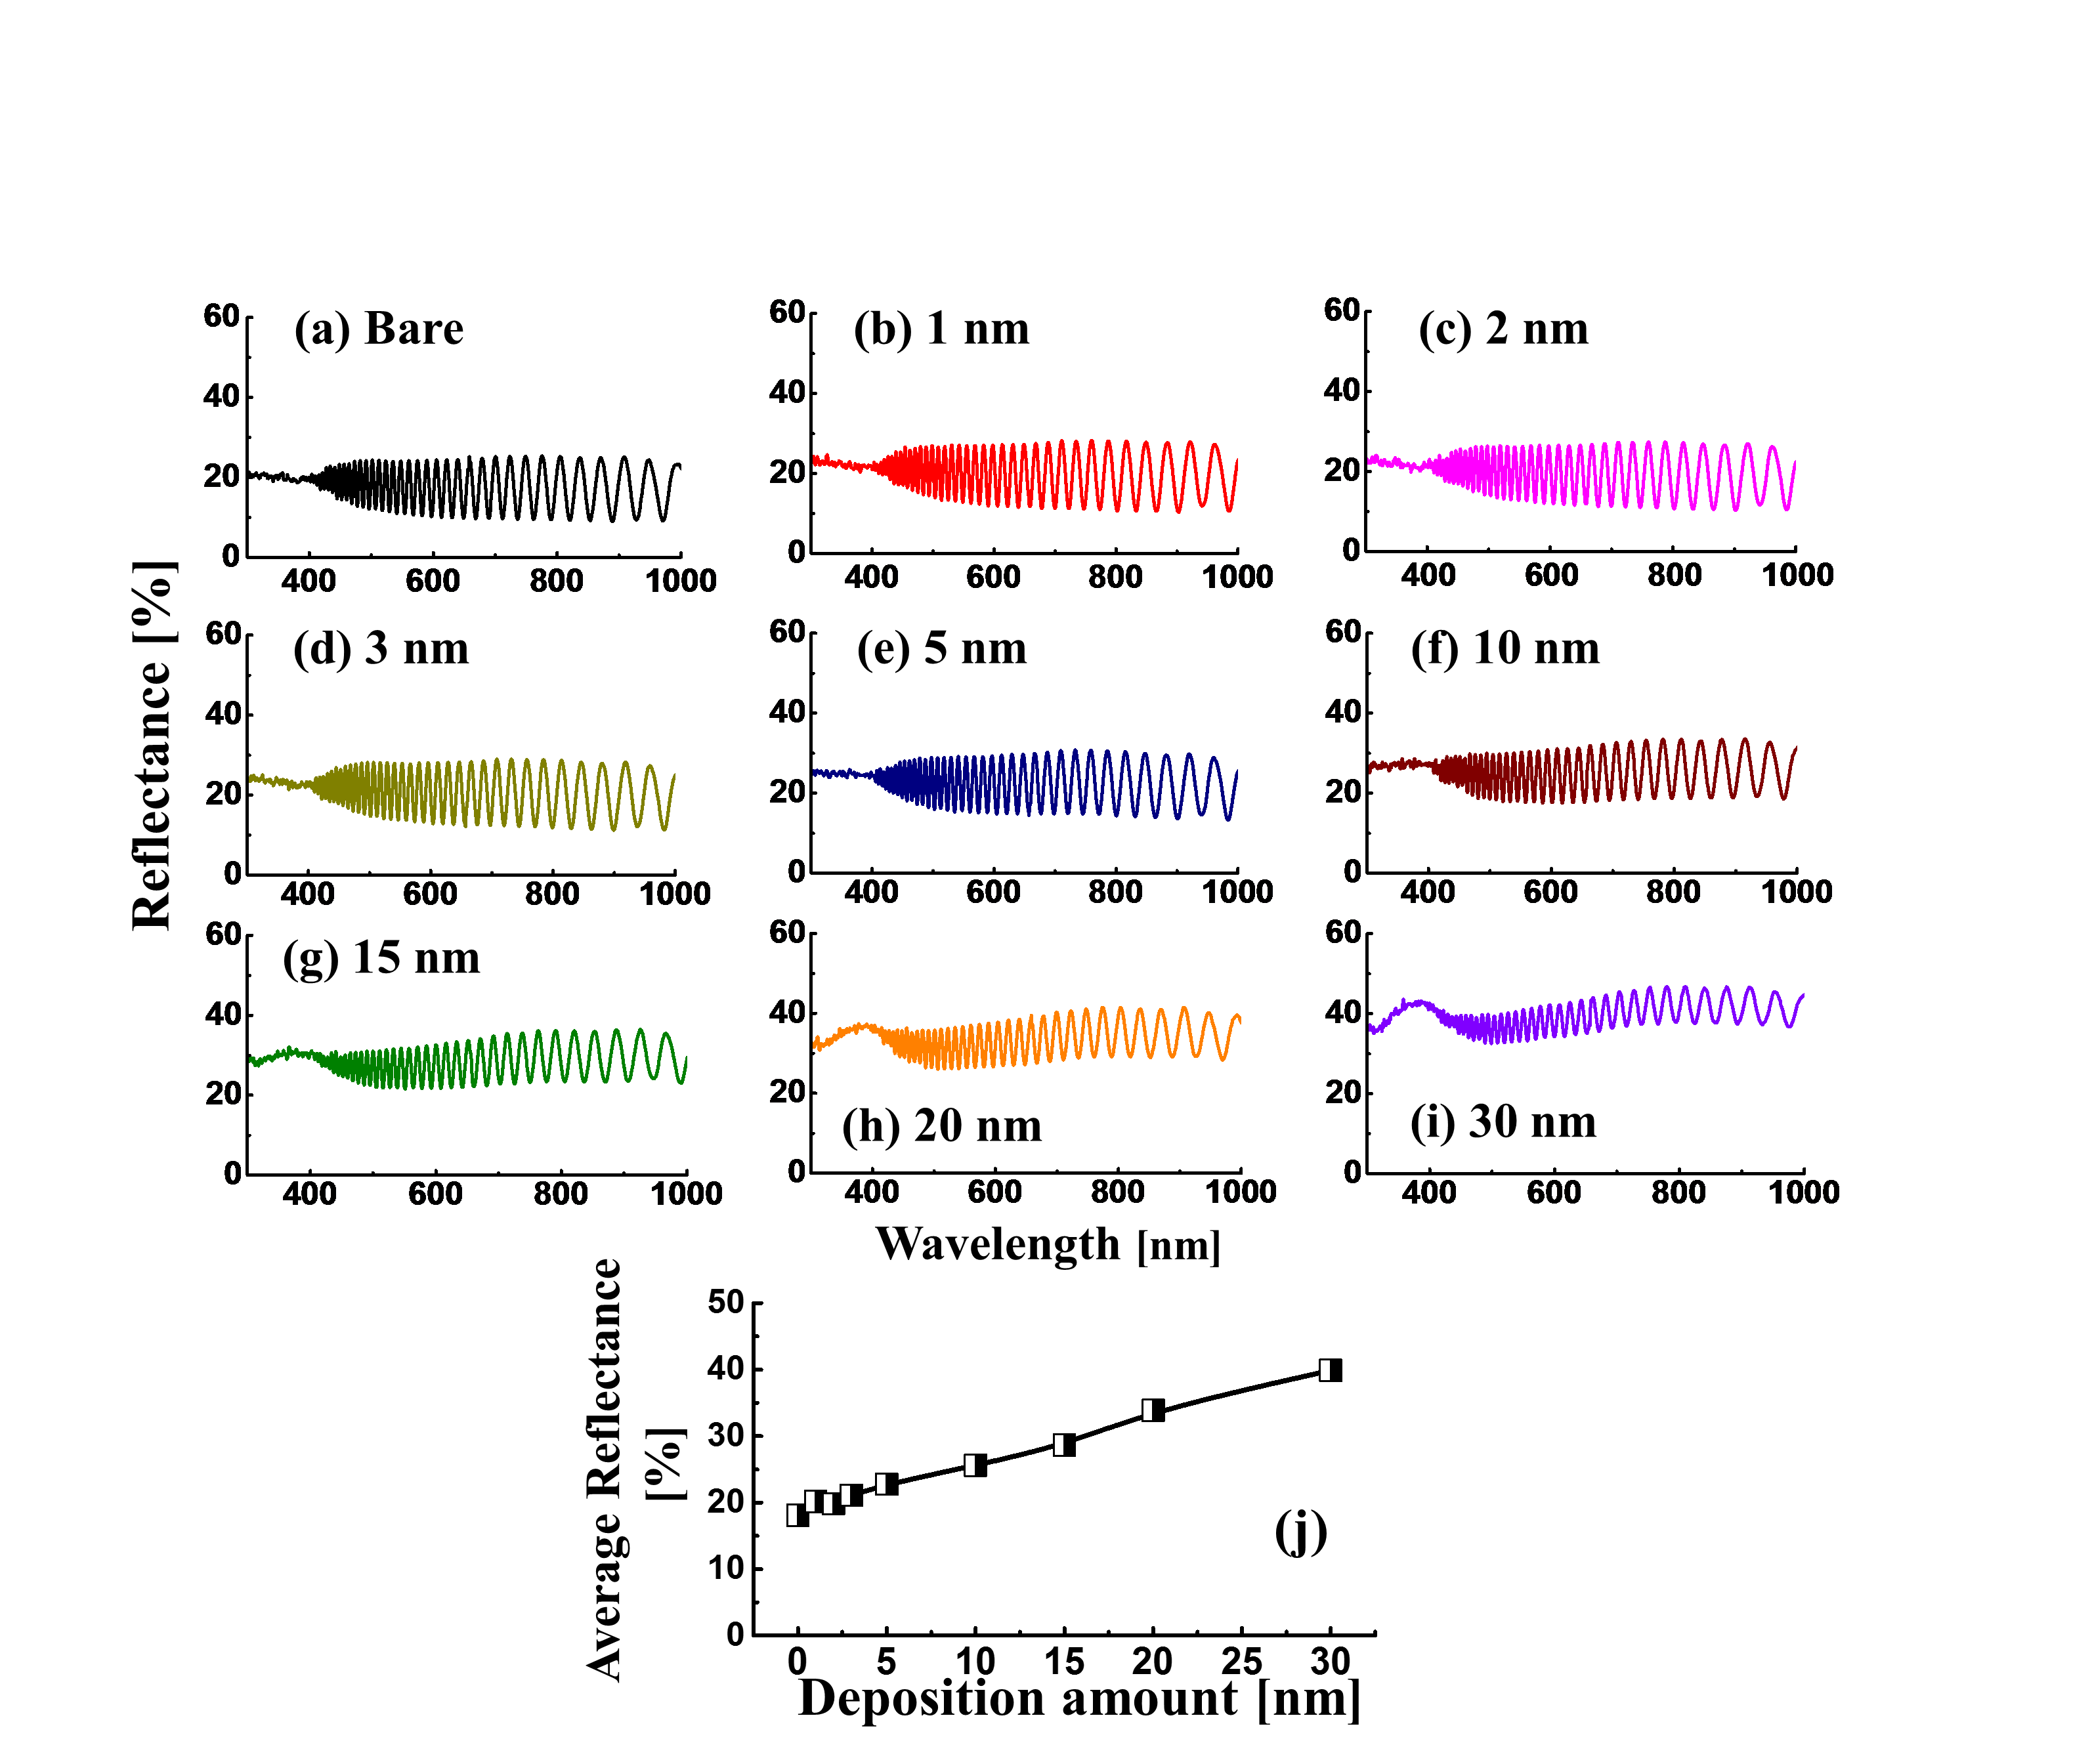 (a) Bare
60
40
20
0
400 600 800 1000
(b) 1 nm
60
40
20
0
400 600 800 1000
(c) 2 nm
60
40
20
0
400 600 800 1000
Reflectance [%]
(d) 3 nm
60
40
20
0
400 600 800 1000
(e) 5 nm
60
40
20
0
400 600 800 1000
(f) 10 nm
60
40
20
0
400 600 800 1000
(g) 15 nm
60
40
20
0
400 600 800 1000
60
40
20
0
(h) 20 nm
400 600 800 1000
60
40
20
0
(i) 30 nm
400 600 800 1000
Wavelength [nm]
Average Reflectance
[%]
50
40
30
20
10
0
(j)
0 5 10 15 20 25 30
Deposition amount [nm]